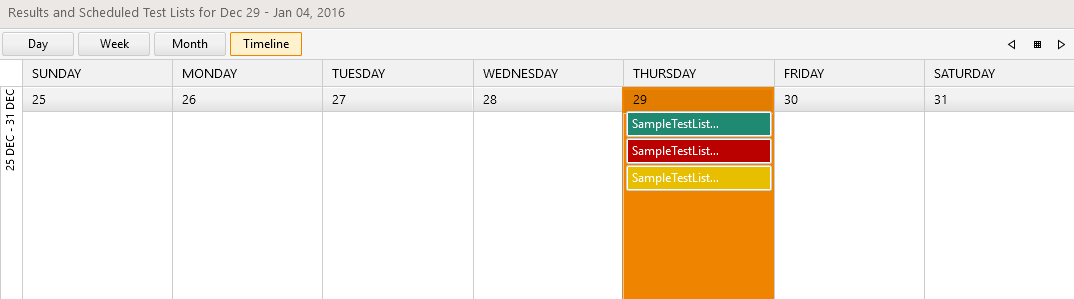 Results and Scheduled Test Lists for Dec 29 - Jan 04, 2016
Day Week Month Timeline
SUNDAY MONDAY TUESDAY WEDNESDAY THURSDAY FRIDAY SATURDAY
25 DEC - 31 DEC
25 26 27 28 29 30 31
SampleTestList...
SampleTestList...
SampleTestList...